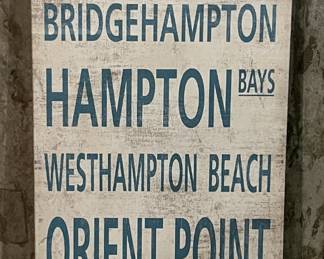 BRIDGEHAMPTON
HAMPTON BAYS
WESTHAMPTON BEACH
ORIENT POINT